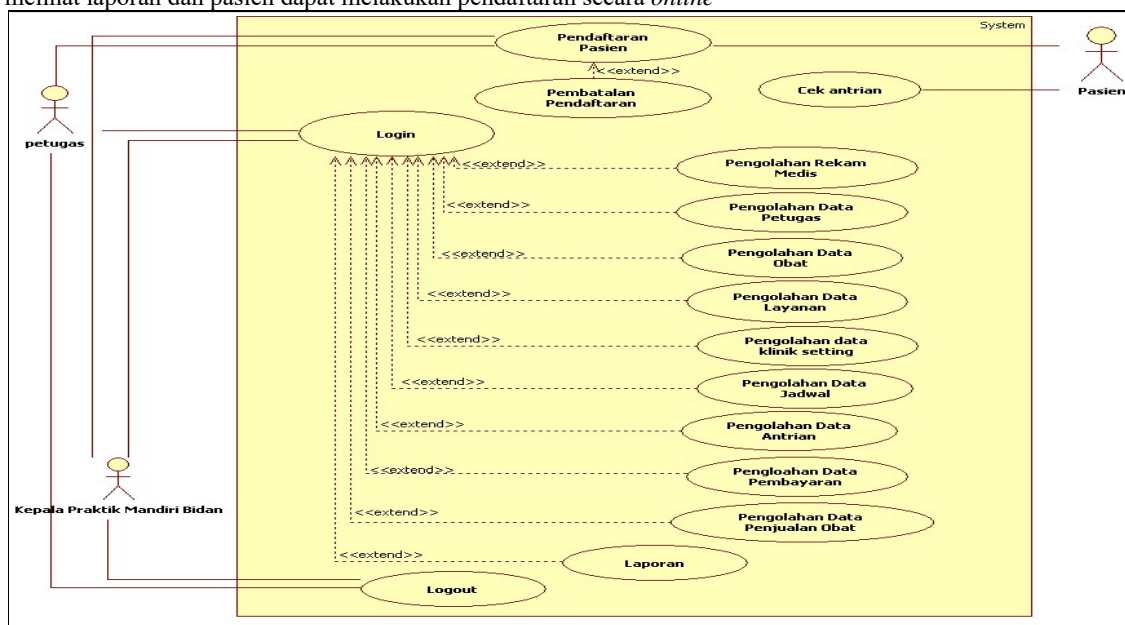 melihat laporan dan pasien dapat melakukan pendaftaran secara online
System
Pendaftaran
Pasien
<<extend>>
Pembatalan
Pendaftaran
Cek antrian
Pasien
petugas
Login
<<extend>>
Pengolahan Rekam
Medis
<<extend>>
Pengolahan Data
Petugas
<<extend>>
Pengolahan Data
Obat
<<extend>>
Pengolahan Data
Layanan
<<extend>>
Pengolahan data
klinik setting
<<extend>>
Pengolahan Data
Jadwal
<<extend>>
Pengolahan Data
Antrian
<<extend>>
Pengloahan Data
Pembayaran
Kepala Praktik Mandiri Bidan
<<extend>>
Pengolahan Data
Penjualan Obat
<<extend>>
Laporan
Logout